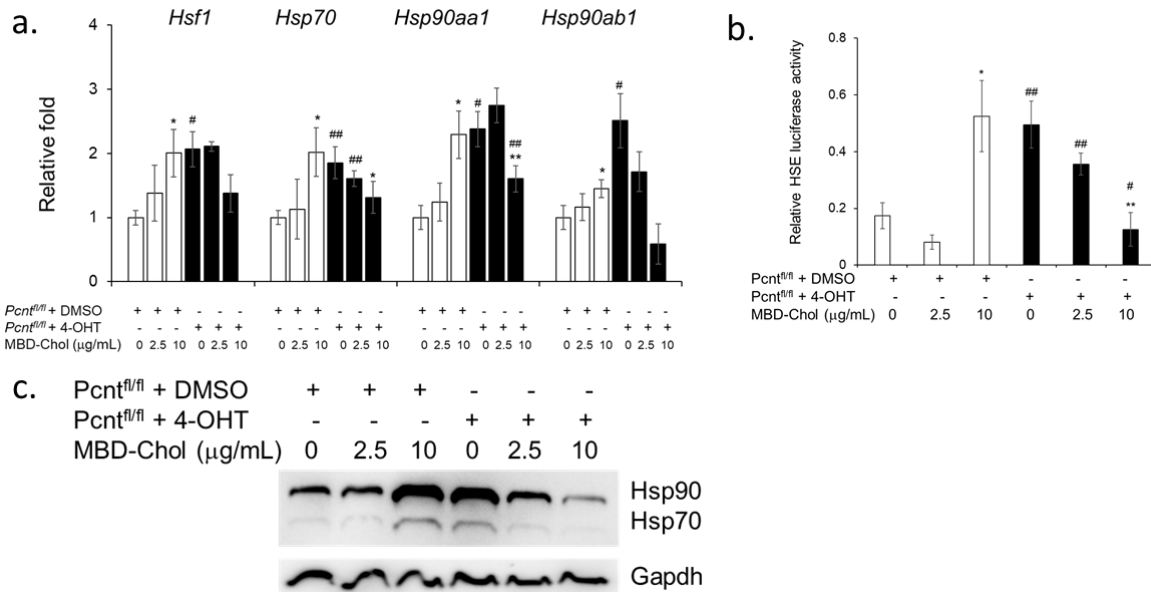 a.
Hsf1 Hsp70 Hsp90aa1 Hsp90ab1
4
3
2
1
0
Relative fold
* # * ## ## * * # ## ** * #
Pcntfl/fl + DMSO + + + - - - + + + - - - + + + - - - + + + - - -
Pcntfl/fl + 4-OHT - - - + + + - - - + + + - - - + + + - - - + + +
MBD-Chol (μg/mL) 0 2.5 10 0 2.5 10 0 2.5 10 0 2.5 10 0 2.5 10 0 2.5 10 0 2.5 10 0 2.5 10
b.
0.8
0.6
0.4
0.2
0
Relative HSE luciferase activity
* ## ## # **
Pcntfl/fl + DMSO + + + - - -
Pcntfl/fl + 4-OHT - - - + + +
MBD-Chol (μg/mL) 0 2.5 10 0 2.5 10
c.
Pcntfl/fl + DMSO + + + - - -
Pcntfl/fl + 4-OHT - - - + + +
MBD-Chol (μg/mL) 0 2.5 10 0 2.5 10
Hsp90
Hsp70
Gapdh